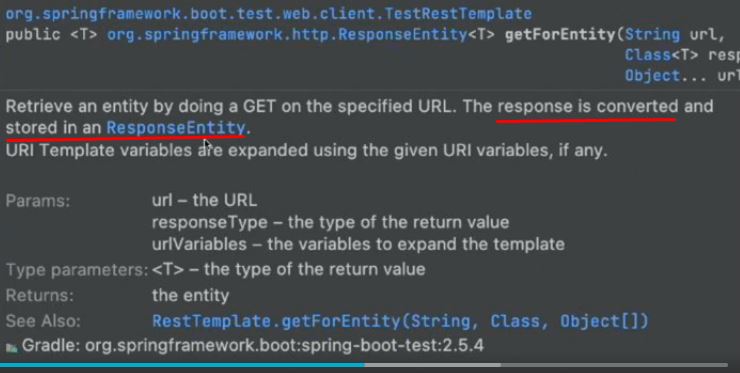 org.springframework.boot.test.web.client.TestRestTemplate
public <T> org.springframework.http.ResponseEntity<T> getForEntity(String url,
Class<T> resp
Object... url
Retrieve an entity by doing a GET on the specified URL. The response is converted and
stored in an ResponseEntity.
URI Template variables are expanded using the given URI variables, if any.
Params: url – the URL
responseType – the type of the return value
urlVariables – the variables to expand the template
Type parameters: <T> – the type of the return value
Returns: the entity
See Also: RestTemplate.getForEntity(String, Class, Object[])
Gradle: org.springframework.boot:spring-boot-test:2.5.4